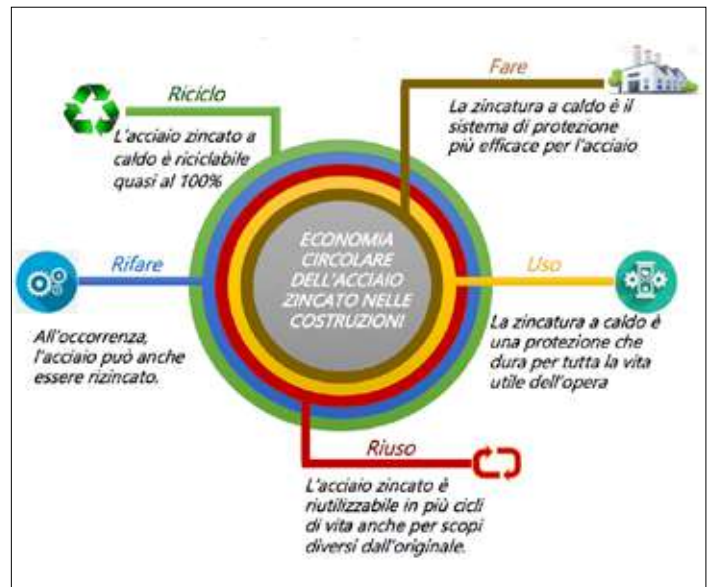 Fare
La zincatura a caldo è il
sistema di protezione
più efficace per l'acciaio
Riciclo
L'acciaio zincato a
caldo è riciclabile
quasi al 100%
ECONOMIA
CIRCOLARE
DELL'ACCIAIO
ZINCATO NELLE
COSTRUZIONI
Rifare
All'occorrenza,
l'acciaio può anche
essere rizincato.
Uso
La zincatura a caldo è
una protezione che
dura per tutta la vita
utile dell'opera
Riuso
L'acciaio zincato è
riutilizzabile in più cicli
di vita anche per scopi
diversi dall'originale.